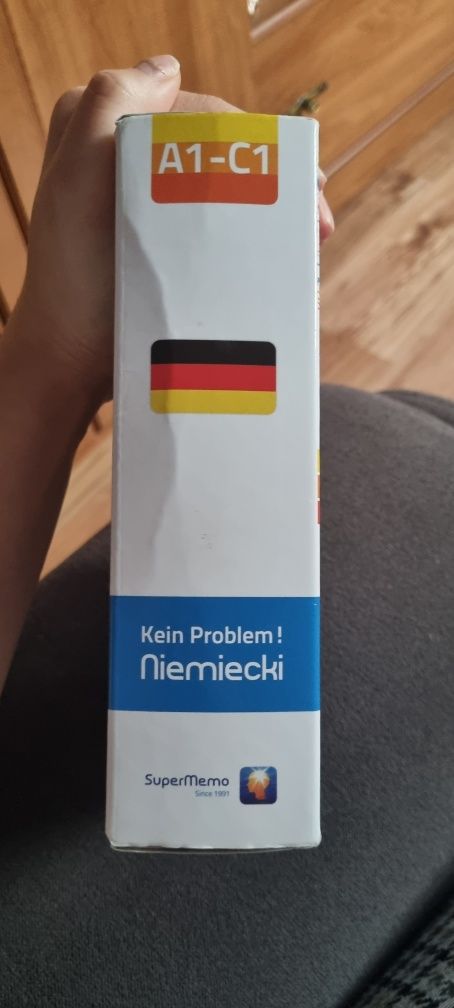 A1-C1
Kein Problem!
Niemiecki
SuperMemo
Since 1991